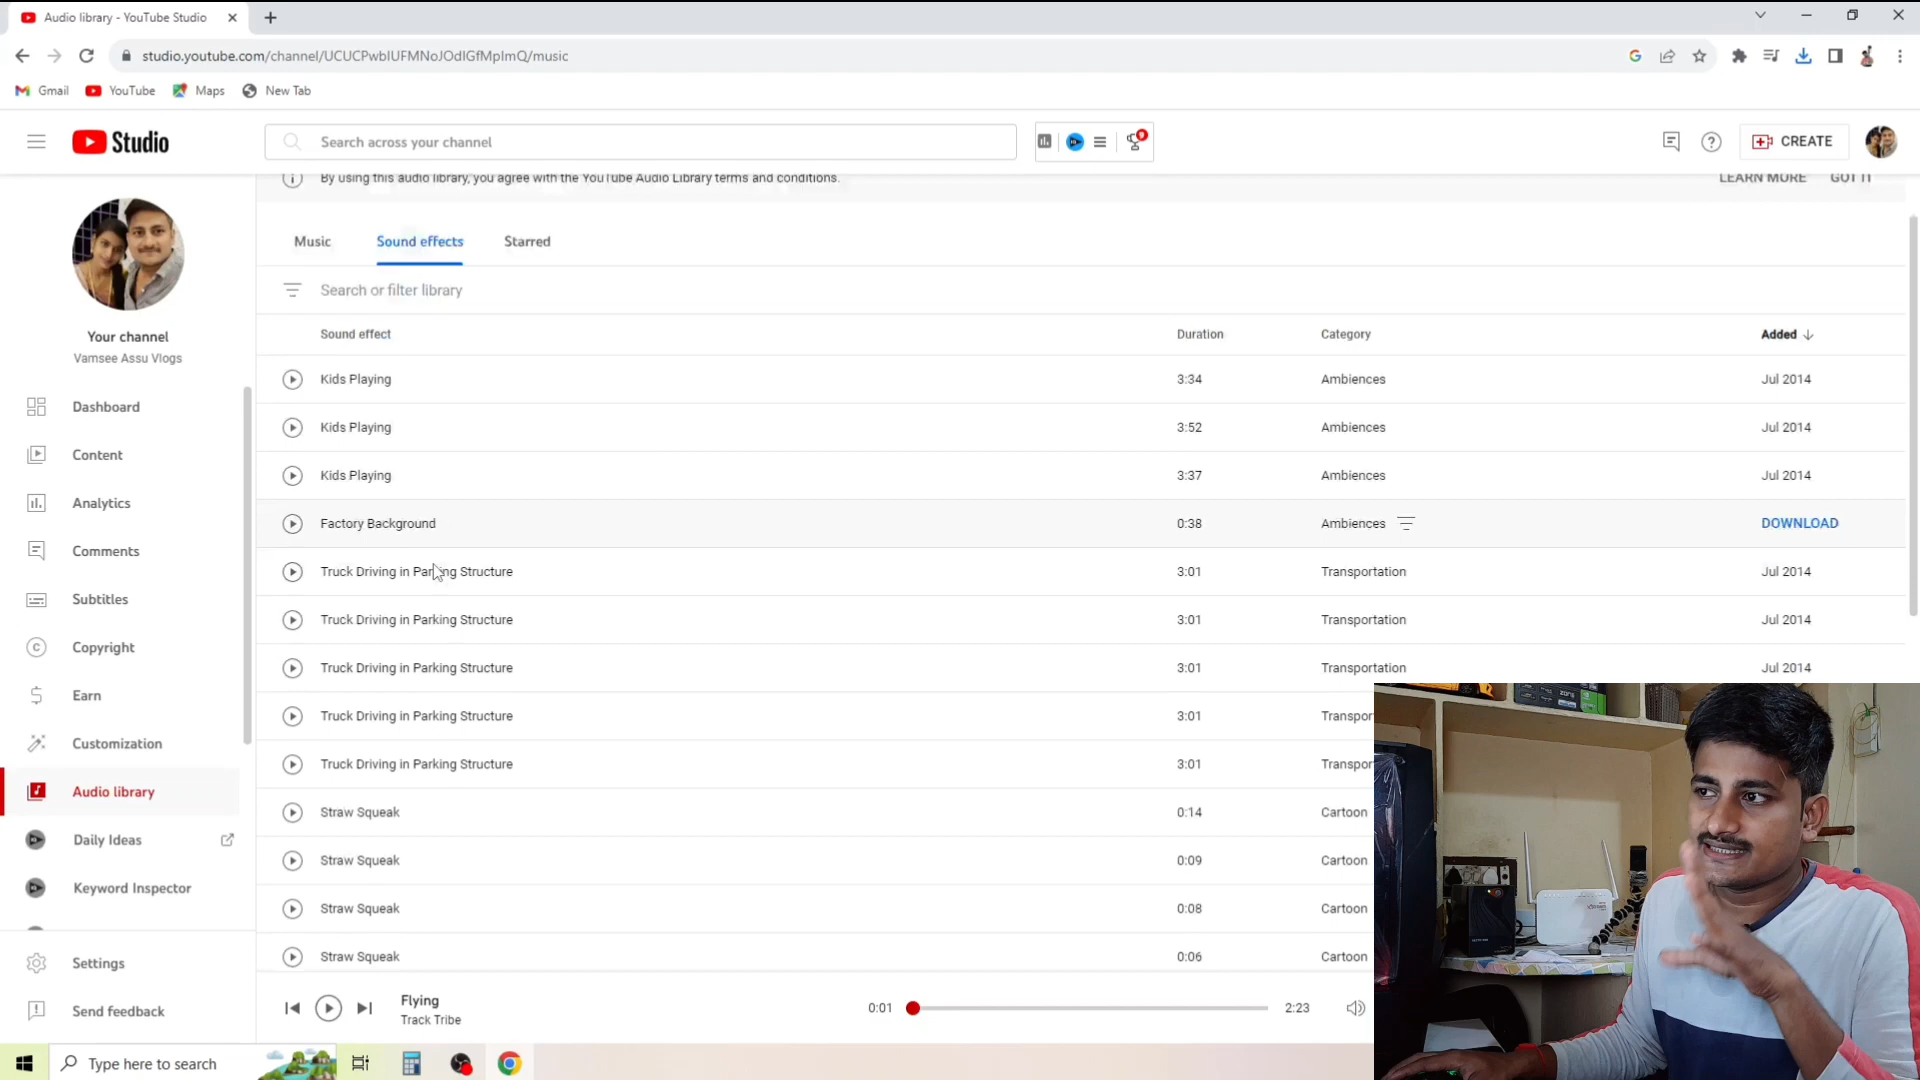 Audio library - YouTube Studio
studio.youtube.com/channel/UCUCPwbIUFMNoJOdIGfMpImQ/music
Gmail YouTube Maps New Tab
Studio
Search across your channel
9
CREATE
By using this audio library, you agree with the YouTube Audio Library terms and conditions.
LEARN MORE GOT IT
Your channel
Vamsee Assu Vlogs
Dashboard
Content
Analytics
Comments
Subtitles
Copyright
Earn
Customization
Audio library
Daily Ideas
Keyword Inspector
Settings
Send feedback
Music Sound effects Starred
Search or filter library
Sound effect Duration Category Added
Kids Playing 3:34 Ambiences Jul 2014
Kids Playing 3:52 Ambiences Jul 2014
Kids Playing 3:37 Ambiences Jul 2014
Factory Background 0:38 Ambiences DOWNLOAD
Truck Driving in Parking Structure 3:01 Transportation Jul 2014
Truck Driving in Parking Structure 3:01 Transportation Jul 2014
Truck Driving in Parking Structure 3:01 Transportation Jul 2014
Truck Driving in Parking Structure 3:01 Transpor
Truck Driving in Parking Structure 3:01 Transpor
Straw Squeak 0:14 Cartoon
Straw Squeak 0:09 Cartoon
Straw Squeak 0:08 Cartoon
Straw Squeak 0:06 Cartoon
Flying
Track Tribe
0:01 2:23
Type here to search